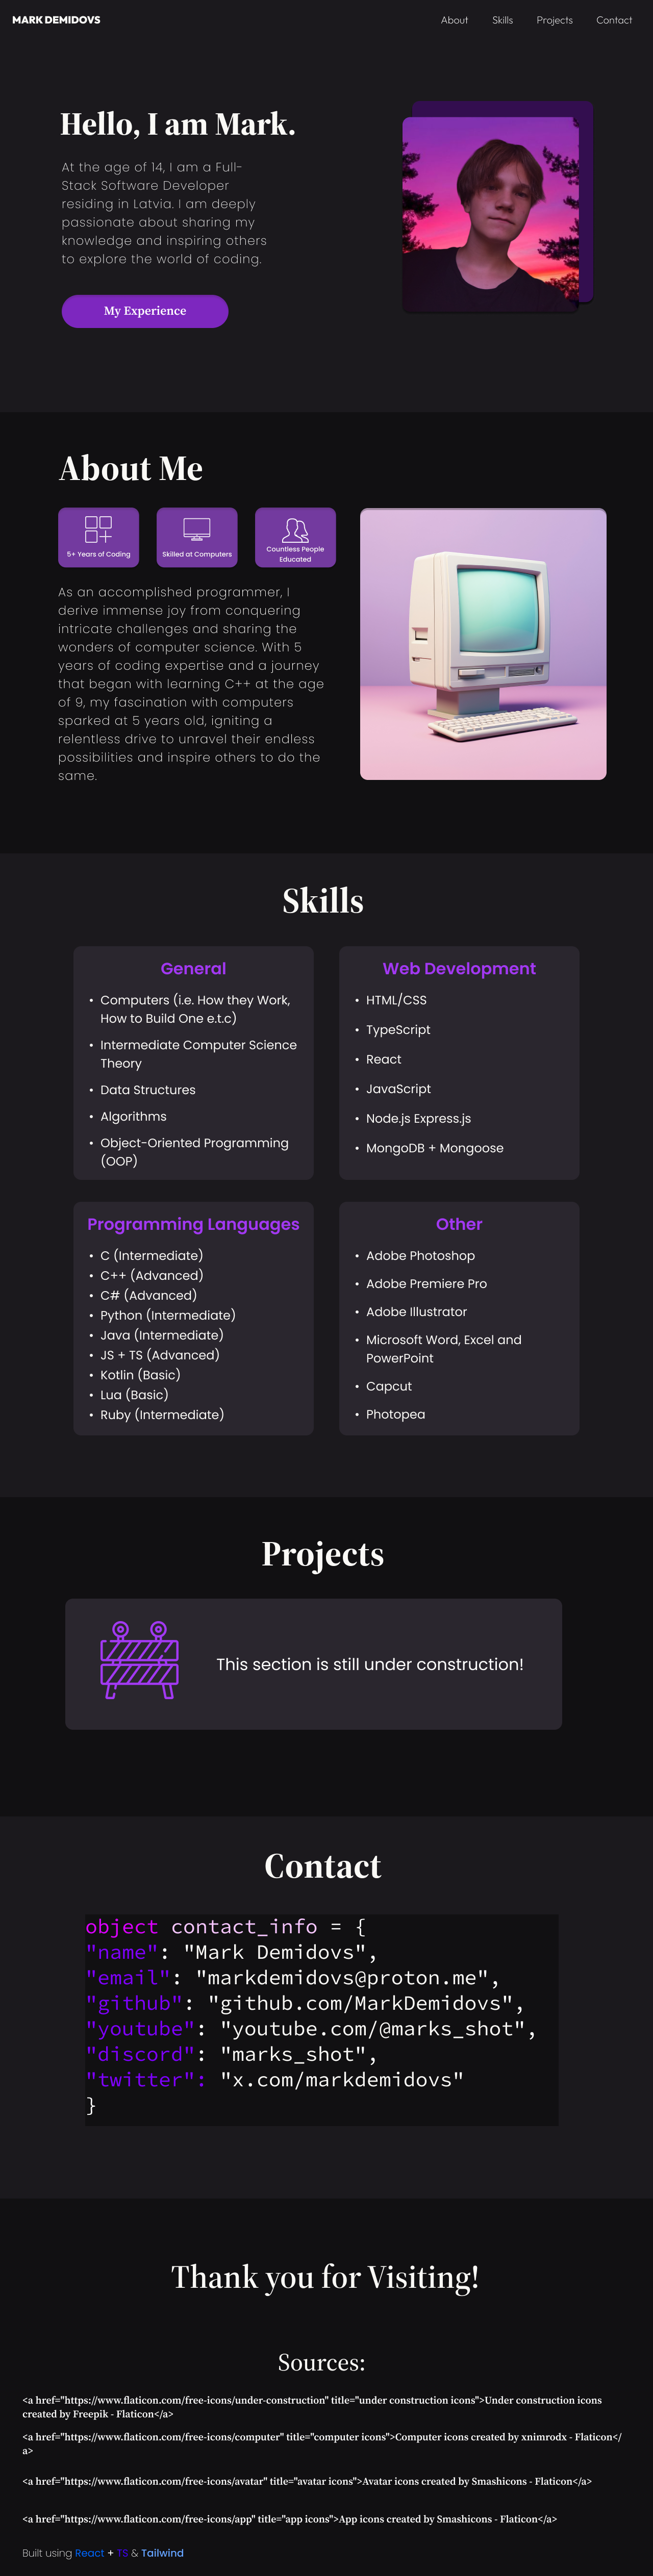 MARK DEMIDOVS
About Skills Projects Contact
Hello, I am Mark.
At the age of 14, I am a Full-
Stack Software Developer
residing in Latvia. I am deeply
passionate about sharing my
knowledge and inspiring others
to explore the world of coding.
My Experience
About Me
5+ Years of Coding
Skilled at Computers
Countless People
Educated
As an accomplished programmer, I
derive immense joy from conquering
intricate challenges and sharing the
wonders of computer science. With 5
years of coding expertise and a journey
that began with learning C++ at the age
of 9, my fascination with computers
sparked at 5 years old, igniting a
relentless drive to unravel their endless
possibilities and inspire others to do the
same.
Skills
General
• Computers (i.e. How they Work,
How to Build One e.t.c)
• Intermediate Computer Science
Theory
• Data Structures
• Algorithms
• Object-Oriented Programming
(OOP)
Web Development
• HTML/CSS
• TypeScript
• React
• JavaScript
• Node.js Express.js
• MongoDB + Mongoose
Programming Languages
• C (Intermediate)
• C++ (Advanced)
• C# (Advanced)
• Python (Intermediate)
• Java (Intermediate)
• JS + TS (Advanced)
• Kotlin (Basic)
• Lua (Basic)
• Ruby (Intermediate)
Other
• Adobe Photoshop
• Adobe Premiere Pro
• Adobe Illustrator
• Microsoft Word, Excel and
PowerPoint
• Capcut
• Photopea
Projects
This section is still under construction!
Contact
object contact_info = {
"name": "Mark Demidovs",
"email": "markdemidovs@proton.me",
"github": "github.com/MarkDemidovs",
"youtube": "youtube.com/@marks_shot",
"discord": "marks_shot",
"twitter": "x.com/markdemidovs"
}
Thank you for Visiting!
Sources:
<a href="https://www.flaticon.com/free-icons/under-construction" title="under construction icons">Under construction icons
created by Freepik - Flaticon</a>
<a href="https://www.flaticon.com/free-icons/computer" title="computer icons">Computer icons created by xnimrodx - Flaticon</
a>
<a href="https://www.flaticon.com/free-icons/avatar" title="avatar icons">Avatar icons created by Smashicons - Flaticon</a>
<a href="https://www.flaticon.com/free-icons/app" title="app icons">App icons created by Smashicons - Flaticon</a>
Built using React + TS & Tailwind